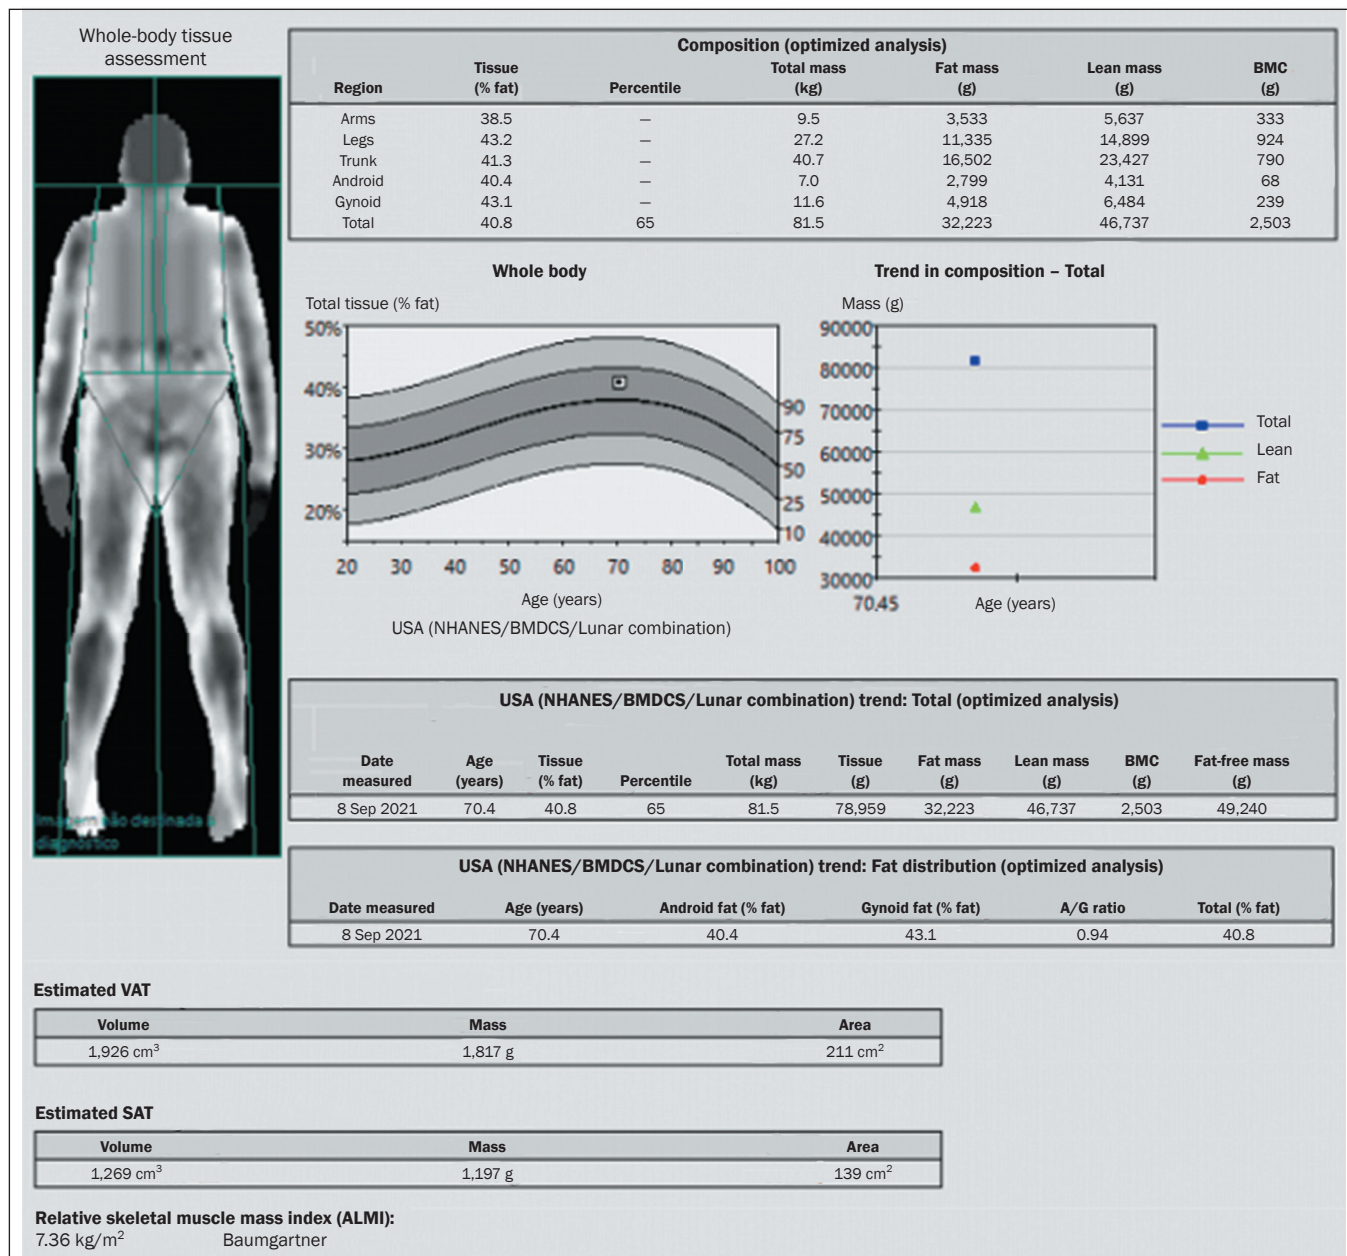 Whole-body tissue
assessment
Imagem não destinada a
diagnóstico
Composition (optimized analysis)
Region Tissue (% fat) Percentile Total mass (kg) Fat mass (g) Lean mass (g) BMC (g)
Arms 38.5 — 9.5 3,533 5,637 333
Legs 43.2 — 27.2 11,335 14,899 924
Trunk 41.3 — 40.7 16,502 23,427 790
Android 40.4 — 7.0 2,799 4,131 68
Gynoid 43.1 — 11.6 4,918 6,484 239
Total 40.8 65 81.5 32,223 46,737 2,503
Whole body
Total tissue (% fat)
50%
40%
30%
20%
90
75
50
25
10
20 30 40 50 60 70 80 90 100
Age (years)
USA (NHANES/BMDCS/Lunar combination)
Trend in composition – Total
Mass (g)
90000
80000
70000
60000
50000
40000
30000
70,45
Age (years)
Total
Lean
Fat
USA (NHANES/BMDCS/Lunar combination) trend: Total (optimized analysis)
Date measured Age (years) Tissue (% fat) Percentile Total mass (kg) Tissue (g) Fat mass (g) Lean mass (g) BMC (g) Fat-free mass (g)
8 Sep 2021 70.4 40.8 65 81.5 78,959 32,223 46,737 2,503 49,240
USA (NHANES/BMDCS/Lunar combination) trend: Fat distribution (optimized analysis)
Date measured Age (years) Android fat (% fat) Gynoid fat (% fat) A/G ratio Total (% fat)
8 Sep 2021 70.4 40.4 43.1 0.94 40.8
Estimated VAT
Volume Mass Area
1,926 cm³ 1,817 g 211 cm²
Estimated SAT
Volume Mass Area
1,269 cm³ 1,197 g 139 cm²
Relative skeletal muscle mass index (ALMI):
7.36 kg/m² Baumgartner